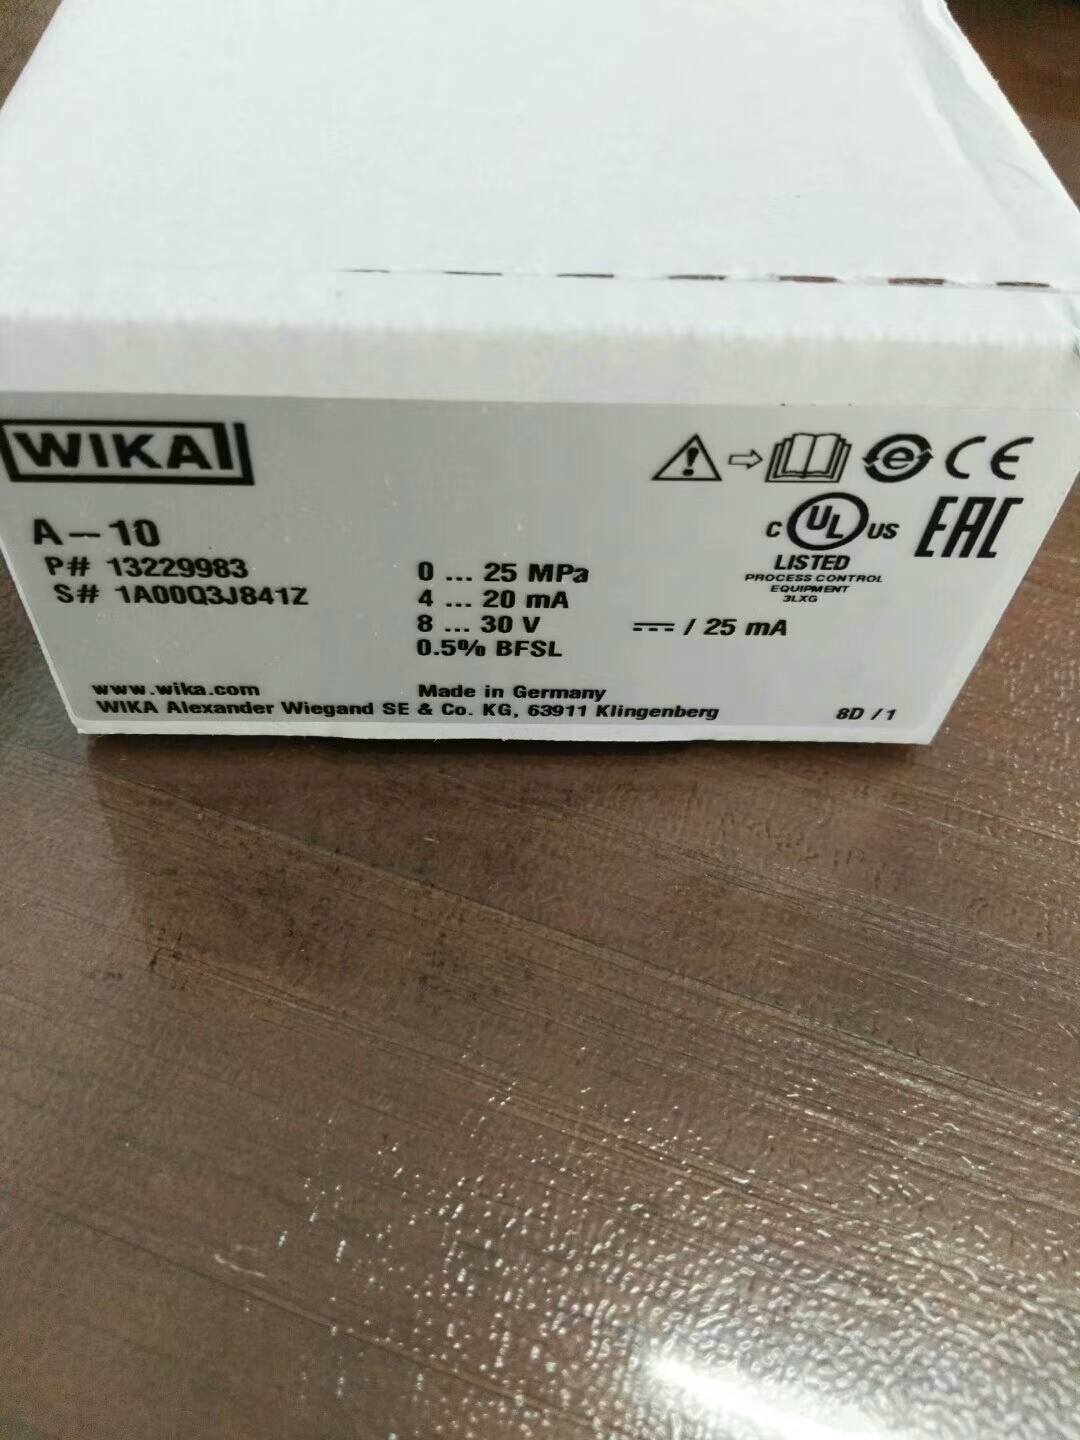 WIKA
A-10
P# 13229983
S# 1A00Q3J841Z
0 ... 25 MPa
4 ... 20 mA
8 ... 30 V
/ 25 mA
0.5% BFSL
e CE
C UL US
LISTED
PROCESS CONTROL
EQUIPMENT
3LXG
EAC
www.wika.com
Made in Germany
WIKA Alexander Wiegand SE & Co. KG, 63911 Klingenberg
8D / 1